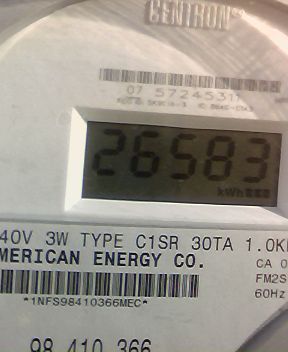 CENTRON
07 57245311
26583
kWh
40V 3W TYPE C1SR 30TA 1.0K
MERICAN ENERGY CO.
CA 0
FM2S
60Hz
*1NFS98410366MEC*
98 410 366